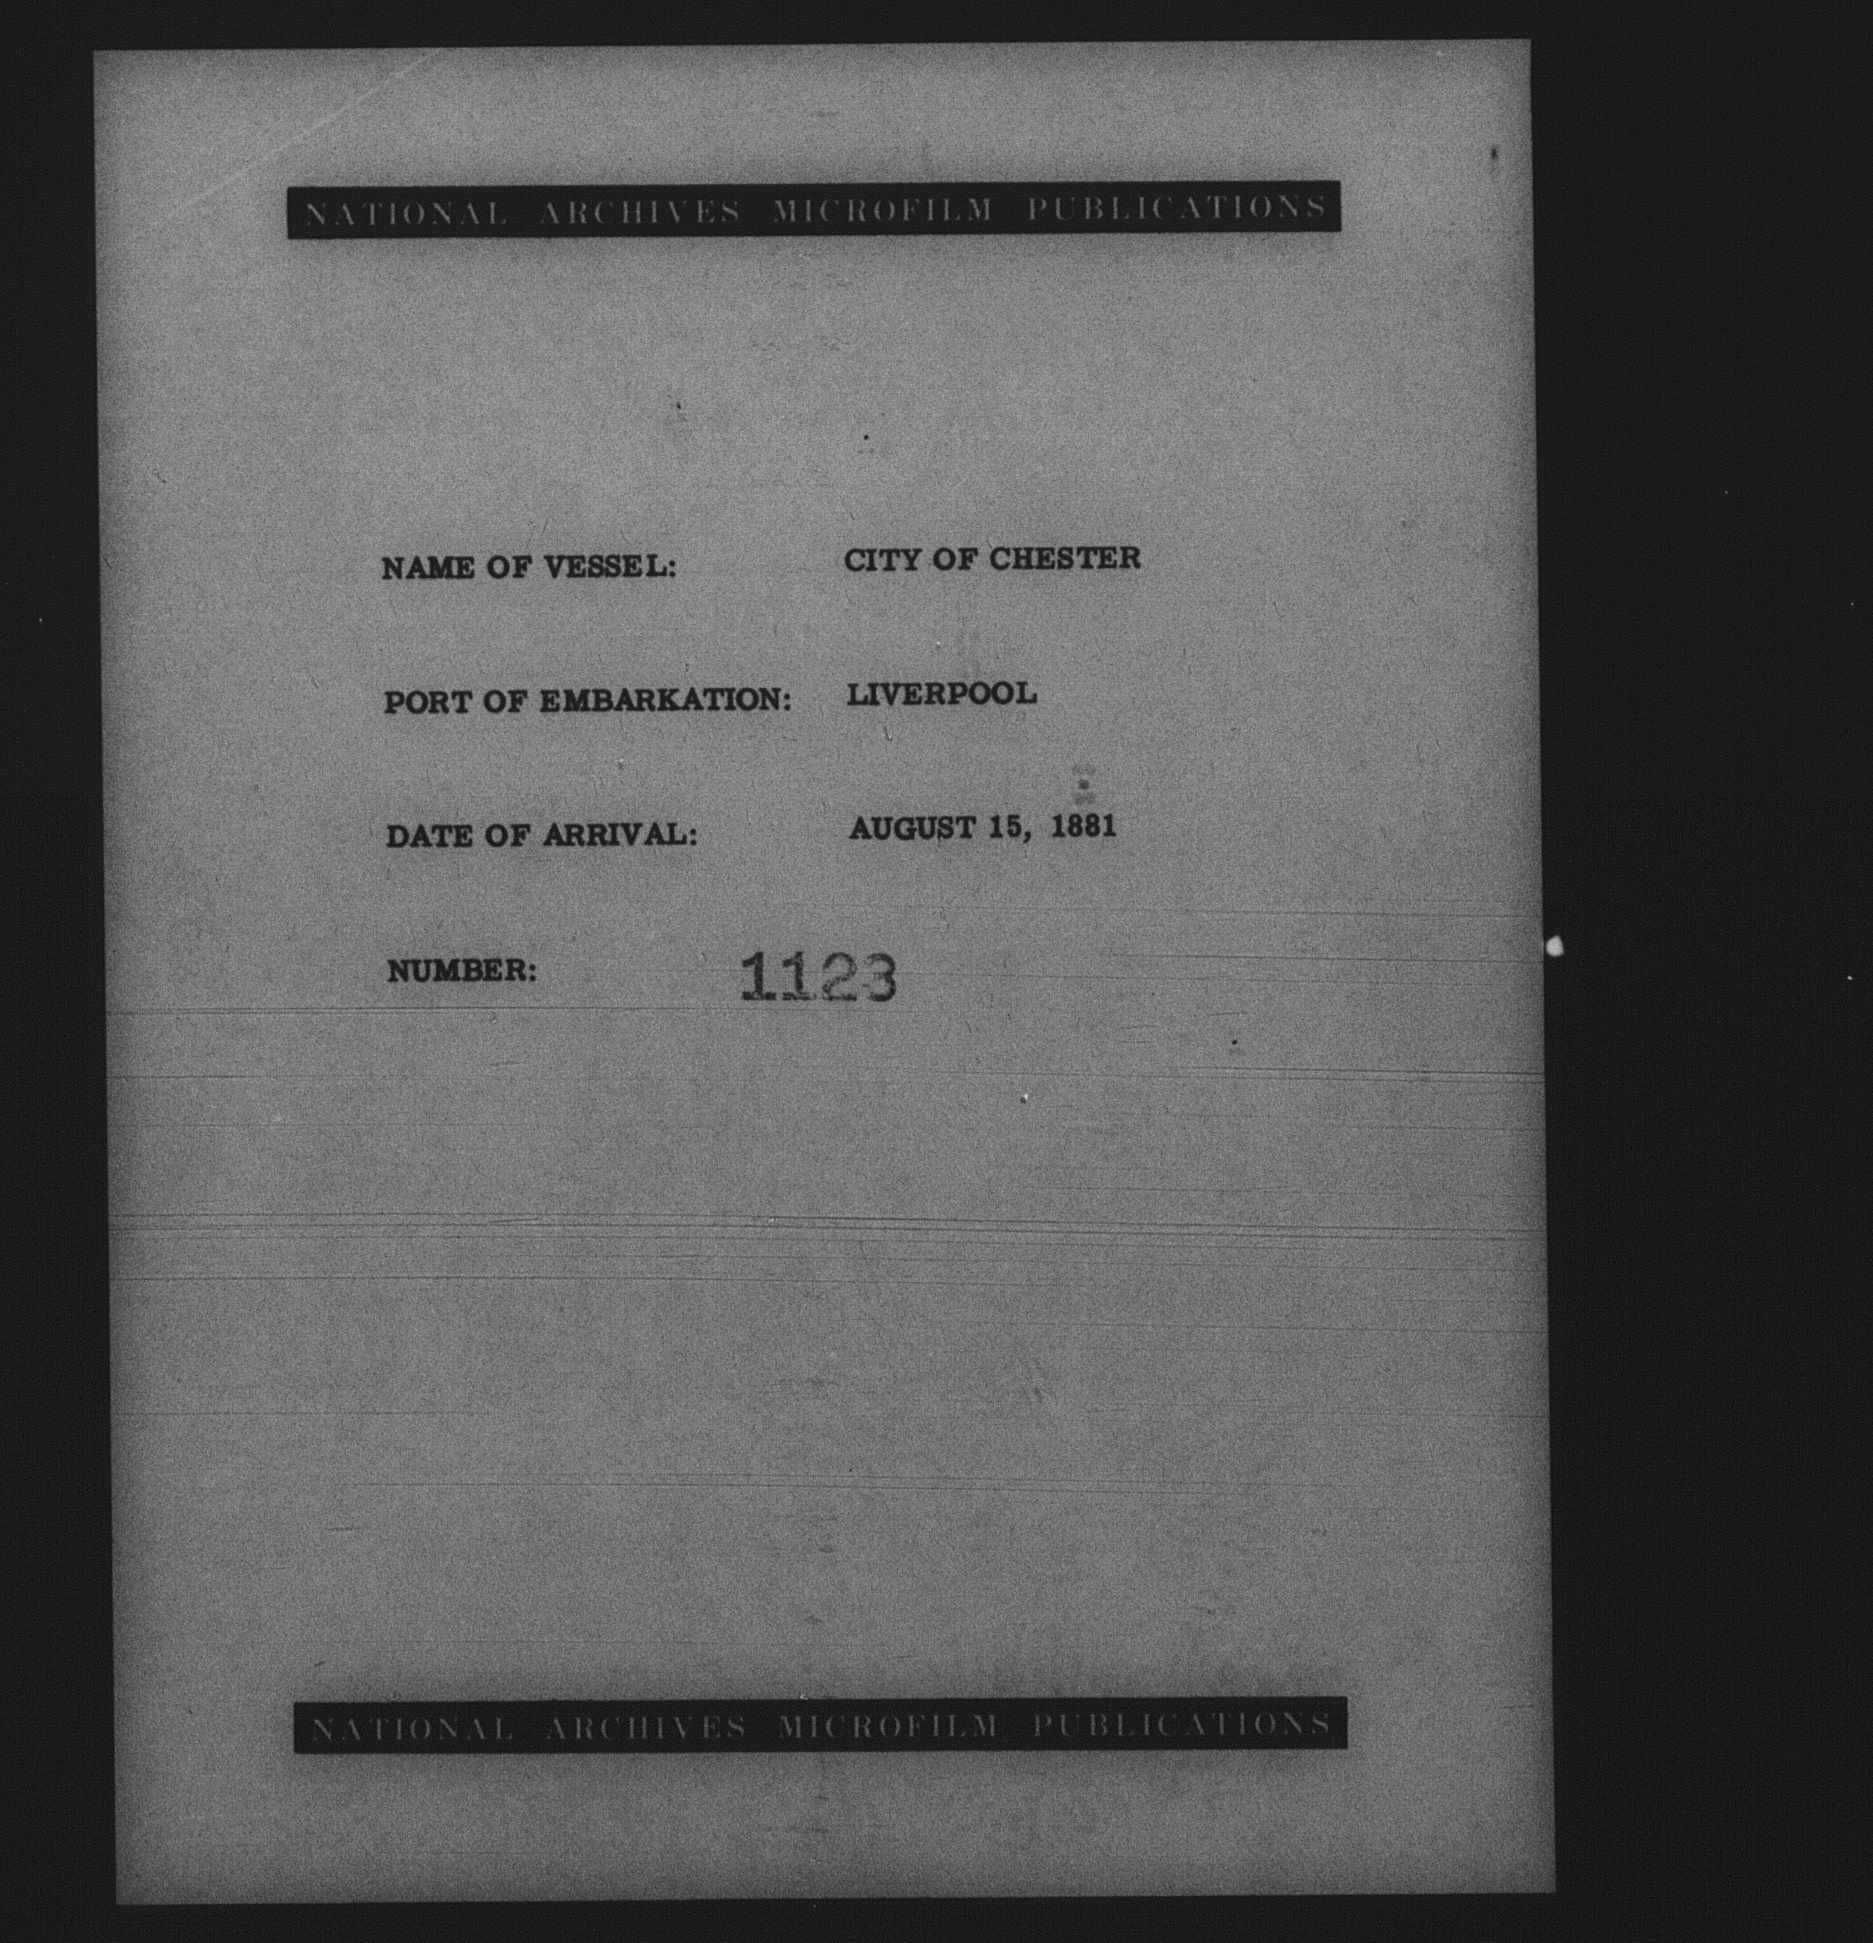 NATIONAL ARCHIVES MICROFILM PUBLICATIONS
NAME OF VESSEL: CITY OF CHESTER
PORT OF EMBARKATION: LIVERPOOL
DATE OF ARRIVAL: AUGUST 15, 1881
NUMBER: 1123
NATIONAL ARCHIVES MICROFILM PUBLICATIONS